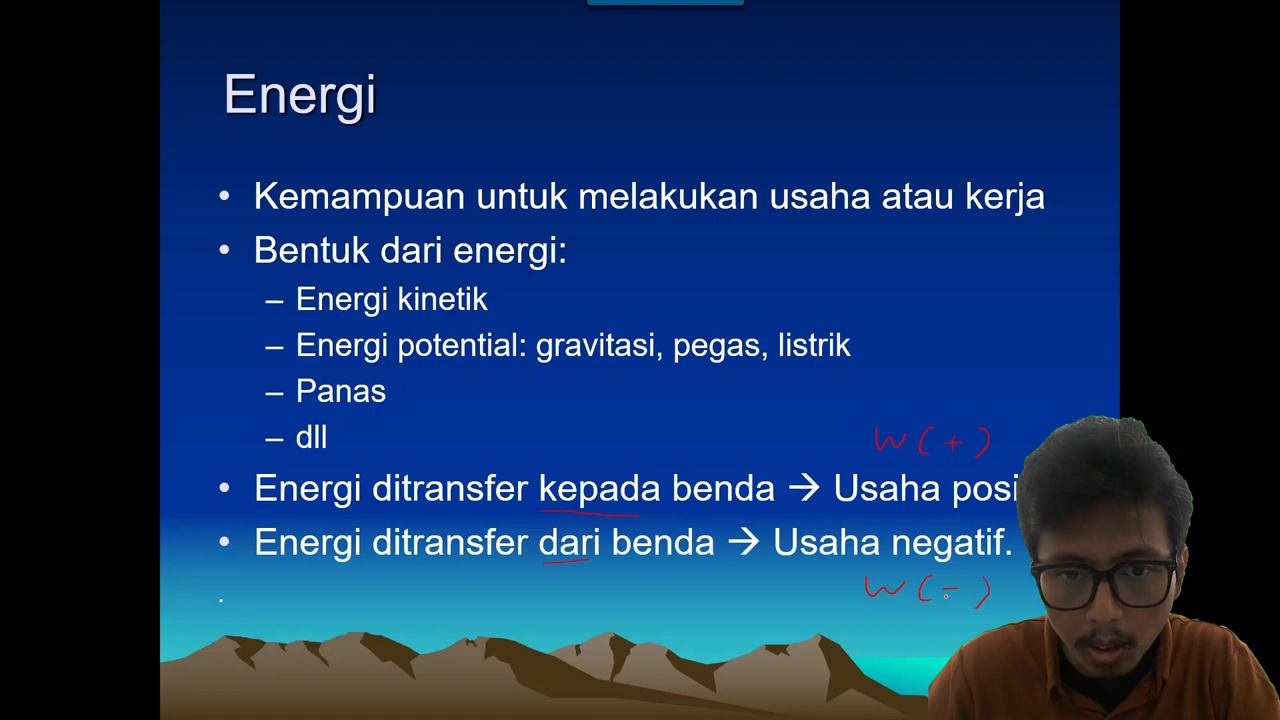 Energi
• Kemampuan untuk melakukan usaha atau kerja
• Bentuk dari energi:
– Energi kinetik
– Energi potential: gravitasi, pegas, listrik
– Panas
– dll
W (+)
• Energi ditransfer kepada benda → Usaha posi
• Energi ditransfer dari benda → Usaha negatif.
W (-)
.